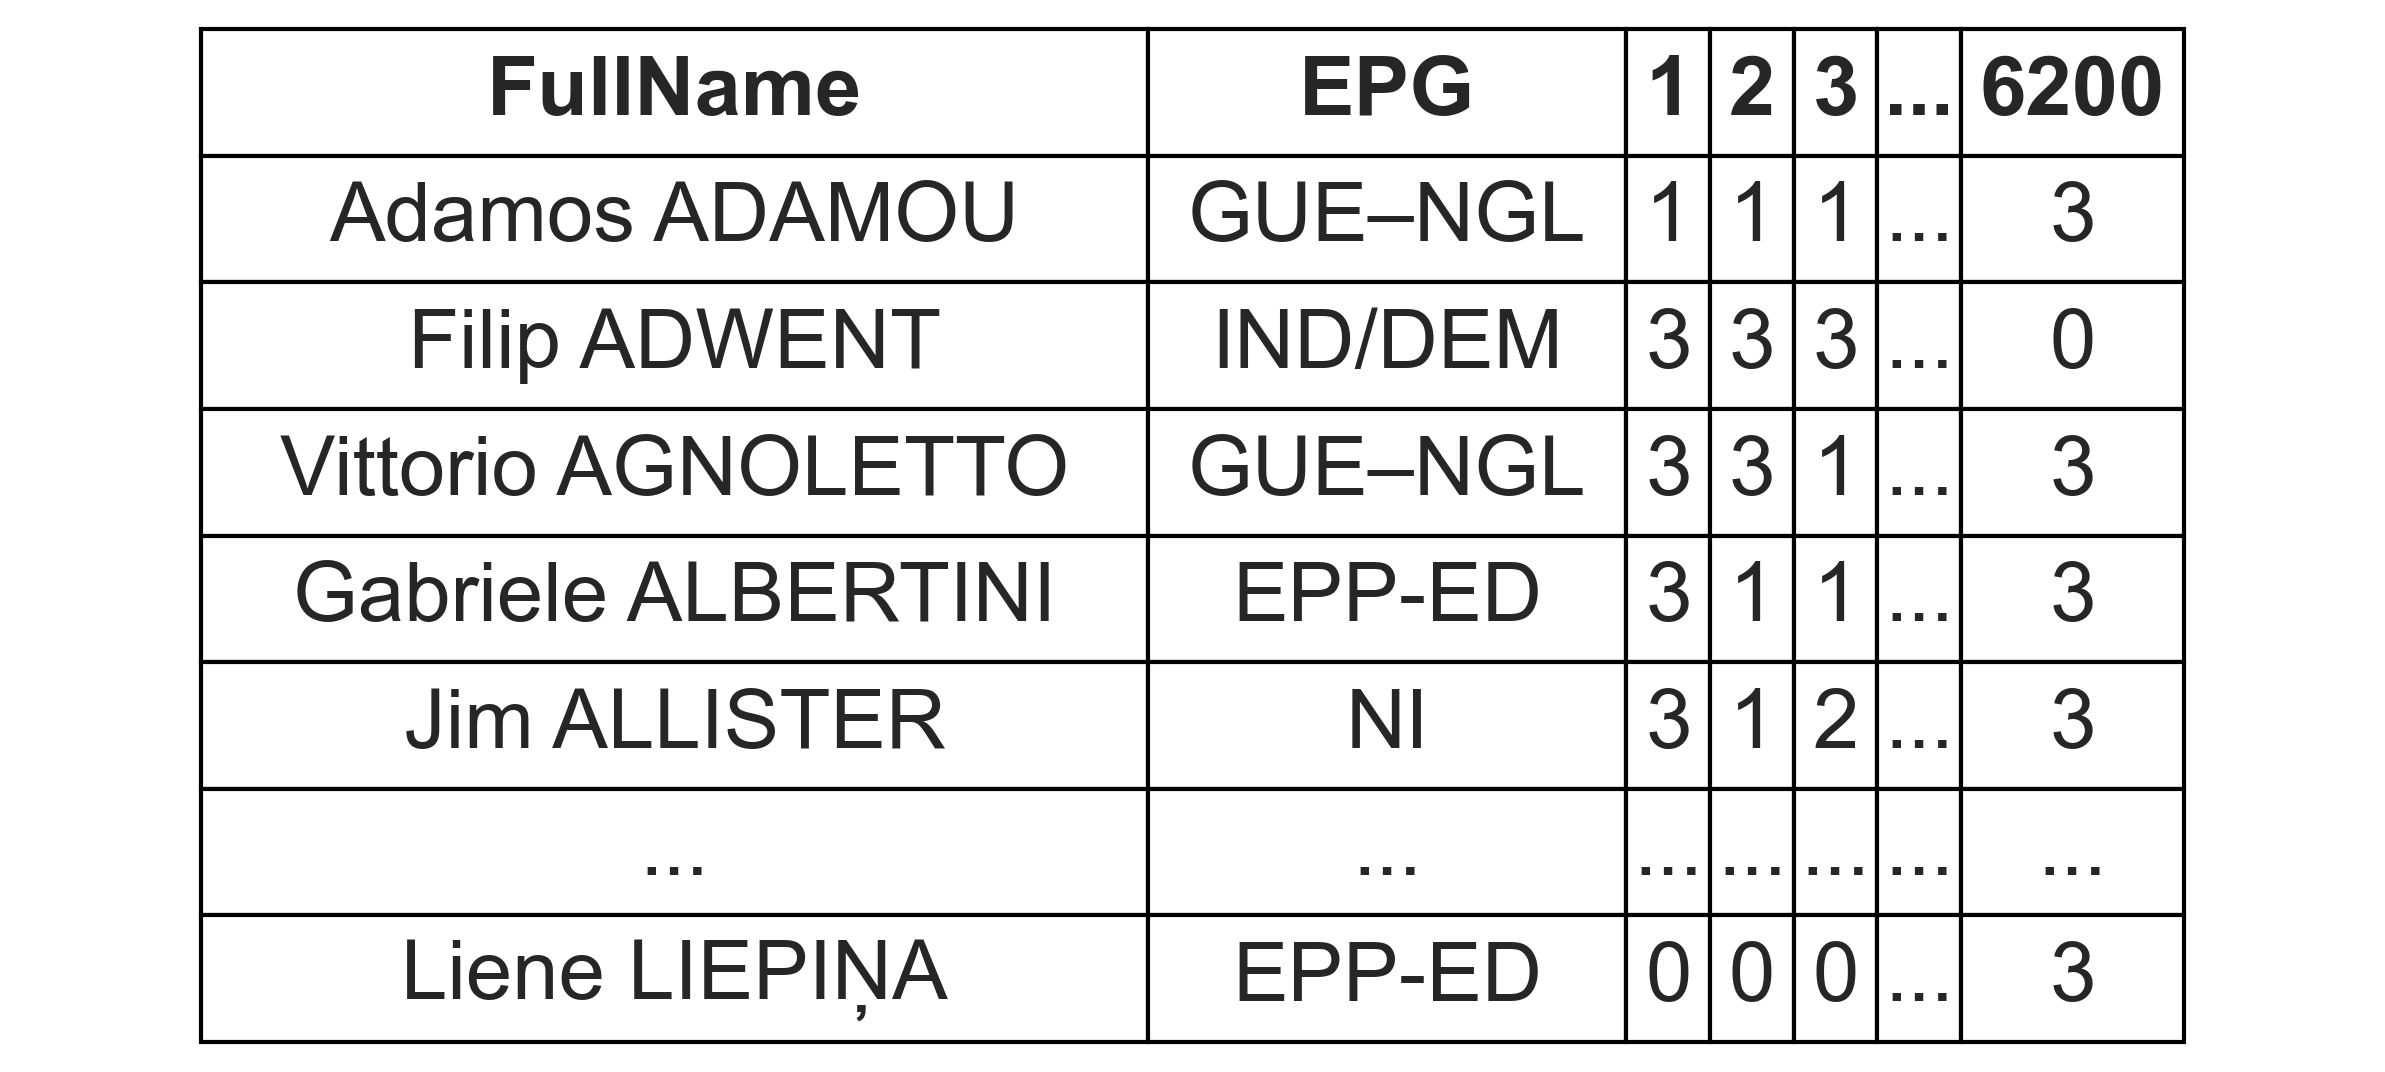 FullName EPG 1 2 3 ... 6200
Adamos ADAMOU GUE–NGL 1 1 1 ... 3
Filip ADWENT IND/DEM 3 3 3 ... 0
Vittorio AGNOLETTO GUE–NGL 3 3 1 ... 3
Gabriele ALBERTINI EPP-ED 3 1 1 ... 3
Jim ALLISTER NI 3 1 2 ... 3
... ... ... ... ... ... ...
Liene LIEPIŅA EPP-ED 0 0 0 ... 3